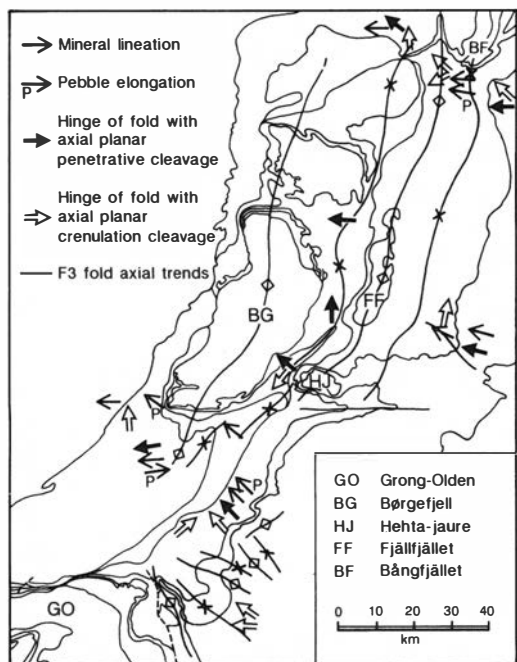 Mineral lineation
P
Pebble elongation
Hinge of fold with
axial planar
penetrative cleavage
Hinge of fold with
axial planar
crenulation cleavage
F3 fold axial trends
BF
P
BG
FF
HJ
P
P
P
GO
GO Grong-Olden
BG Børgefjell
HJ Hehta-jaure
FF Fjällfjället
BF Bångfjället
0 10 20 30 40
km